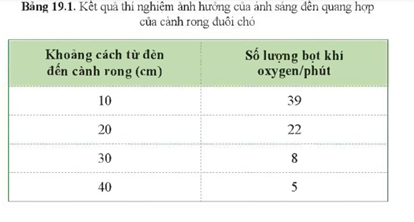 Bảng 19.1. Kết quả thí nghiệm ảnh hưởng của ánh sáng đến quang hợp
của cành rong đuôi chó
Khoảng cách từ đèn
đến cành rong (cm)
Số lượng bọt khí
oxygen/phút
10 39
20 22
30 8
40 5